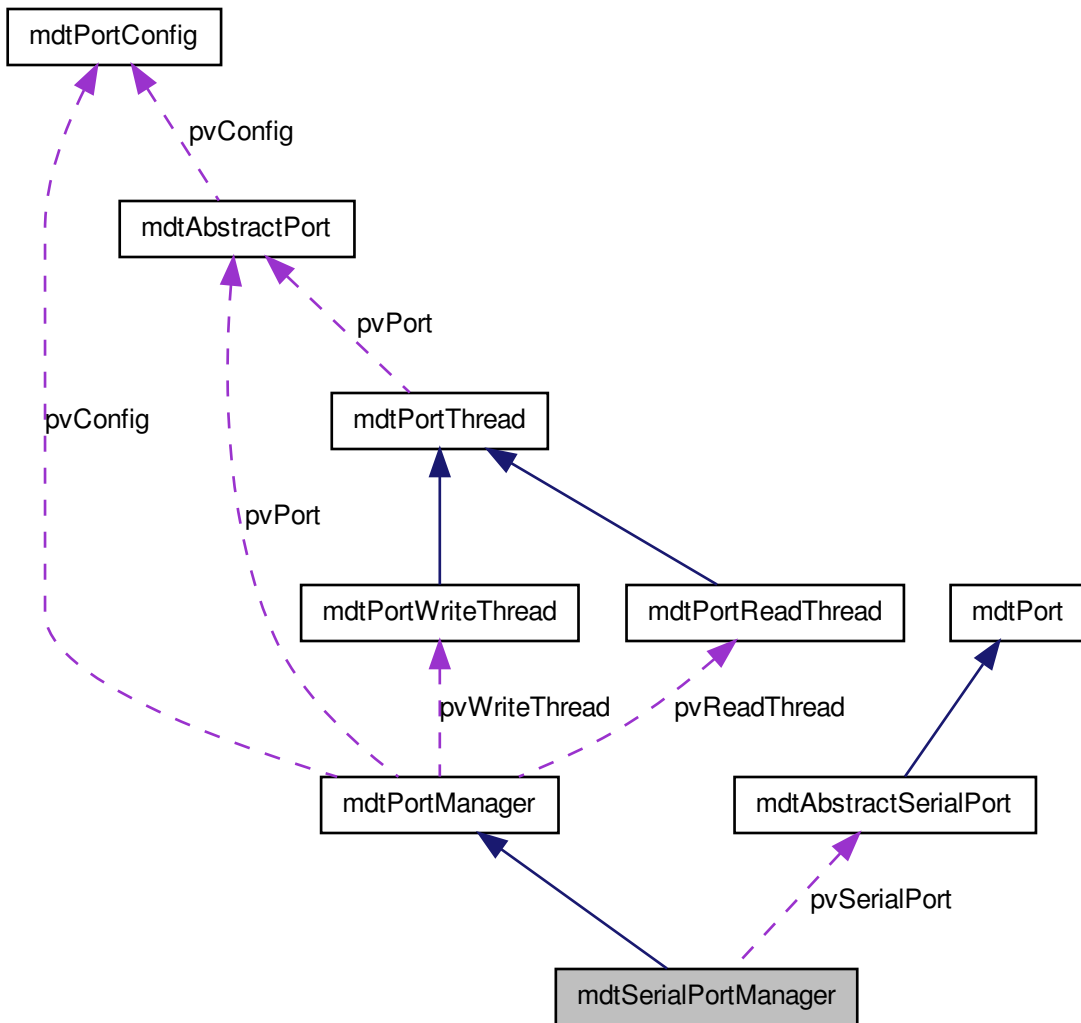 mdtPortConfig
pvConfig
mdtAbstractPort
pvPort
mdtPortThread
pvConfig
pvPort
mdtPortWriteThread
mdtPortReadThread
mdtPort
pvWriteThread
pvReadThread
mdtPortManager
mdtAbstractSerialPort
pvSerialPort
mdtSerialPortManager